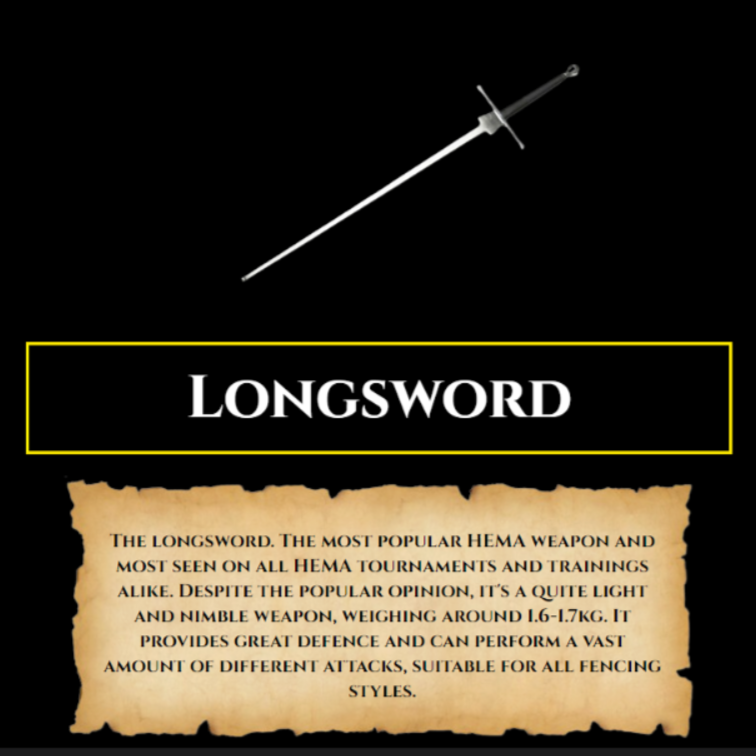 Longsword
The longsword. The most popular HEMA weapon and
most seen on all HEMA tournaments and trainings
alike. Despite the popular opinion, it's a quite light
and nimble weapon, weighing around 1.6-1.7kg. It
provides great defence and can perform a vast
amount of different attacks, suitable for all fencing
styles.